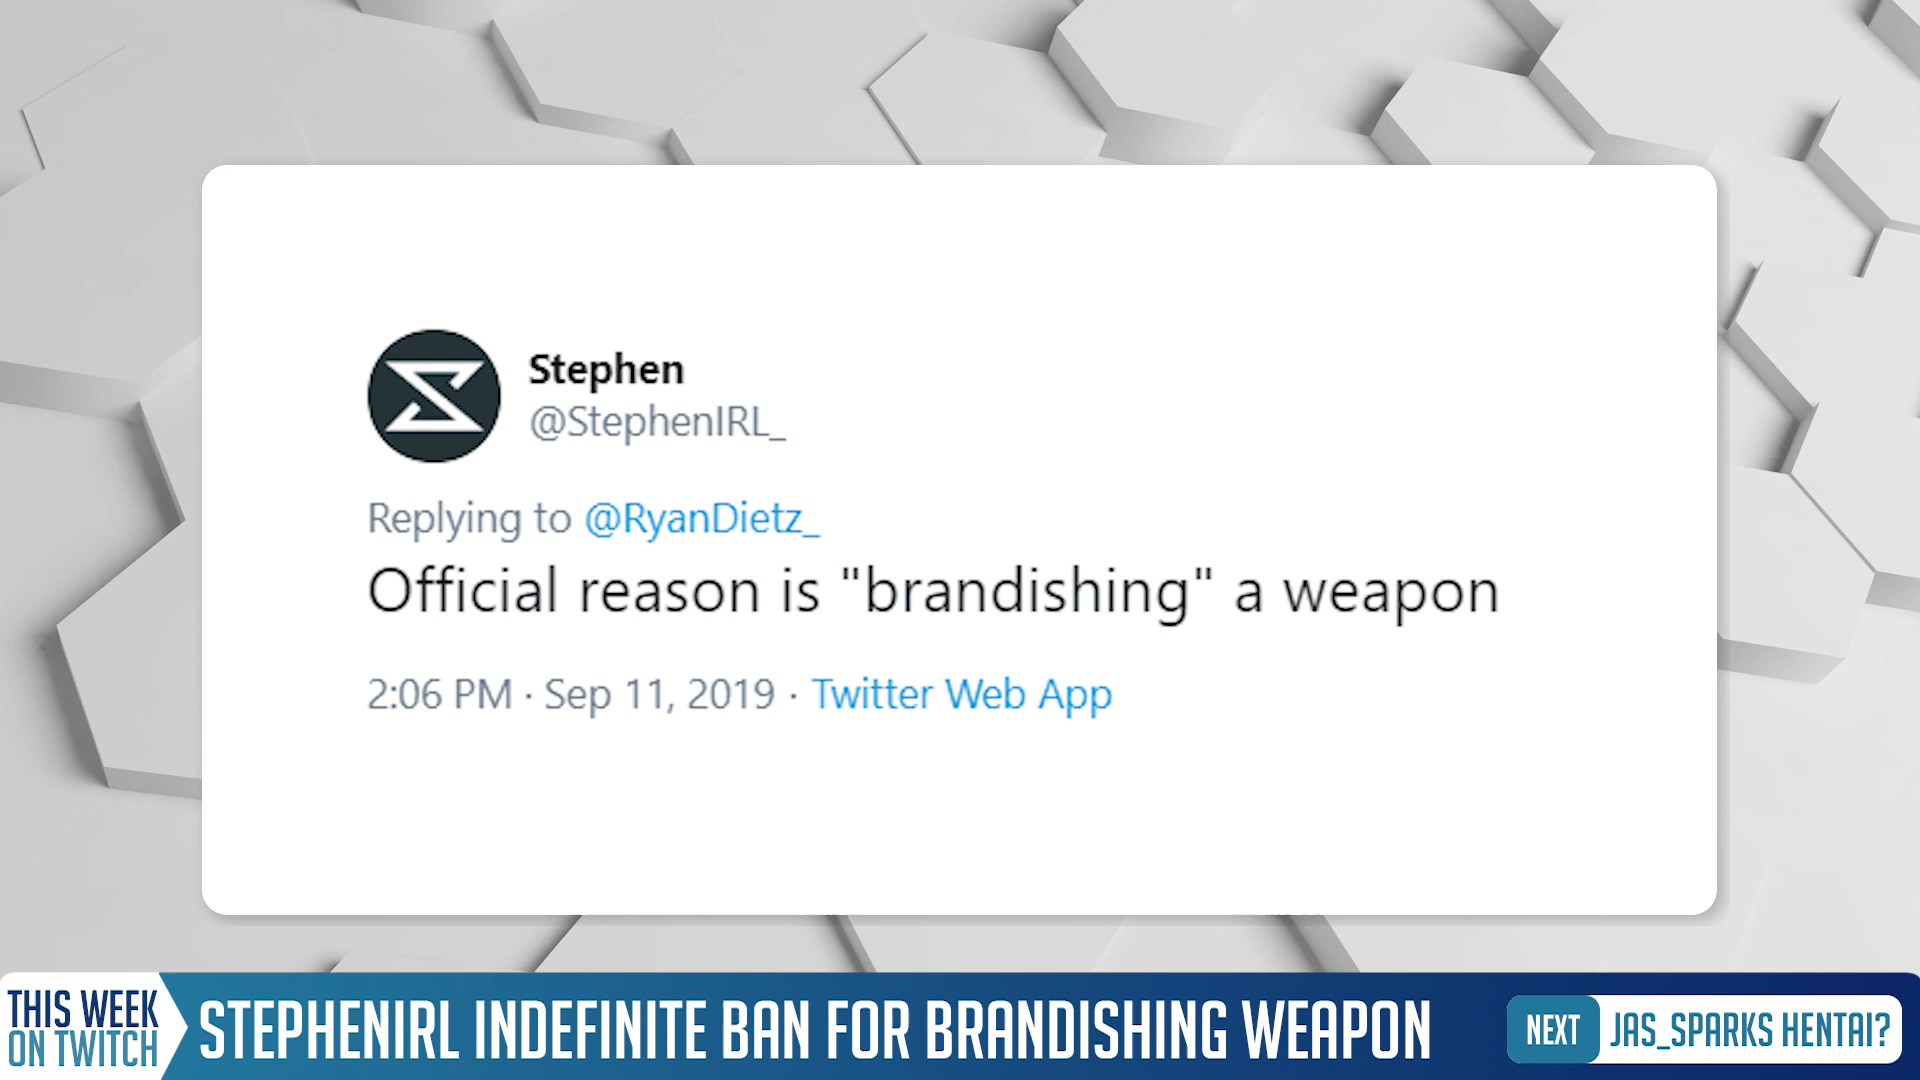 Stephen
@StephenIRL_
Replying to @RyanDietz_
Official reason is "brandishing" a weapon
2:06 PM · Sep 11, 2019 · Twitter Web App
THIS WEEK
ON TWITCH
STEPHENIRL INDEFINITE BAN FOR BRANDISHING WEAPON
NEXT JAS_SPARKS HENTAI?